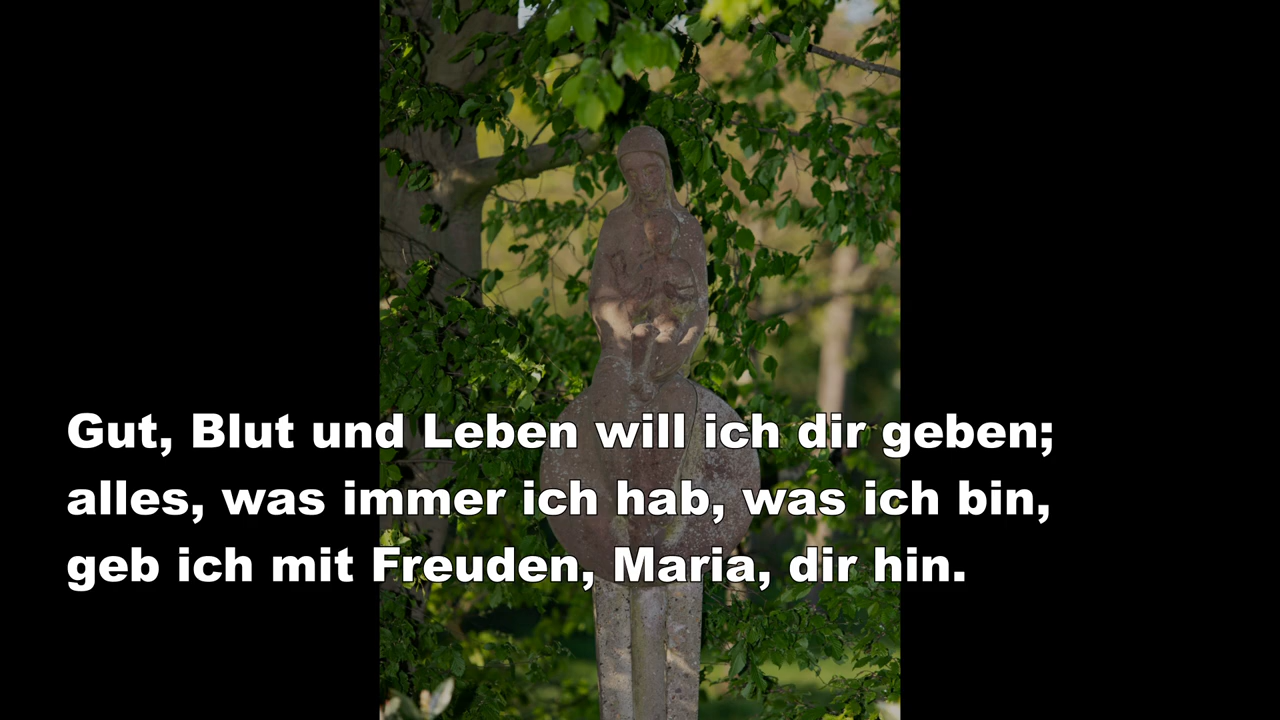 Gut, Blut und Leben will ich dir geben;
alles, was immer ich hab, was ich bin,
geb ich mit Freuden, Maria, dir hin.